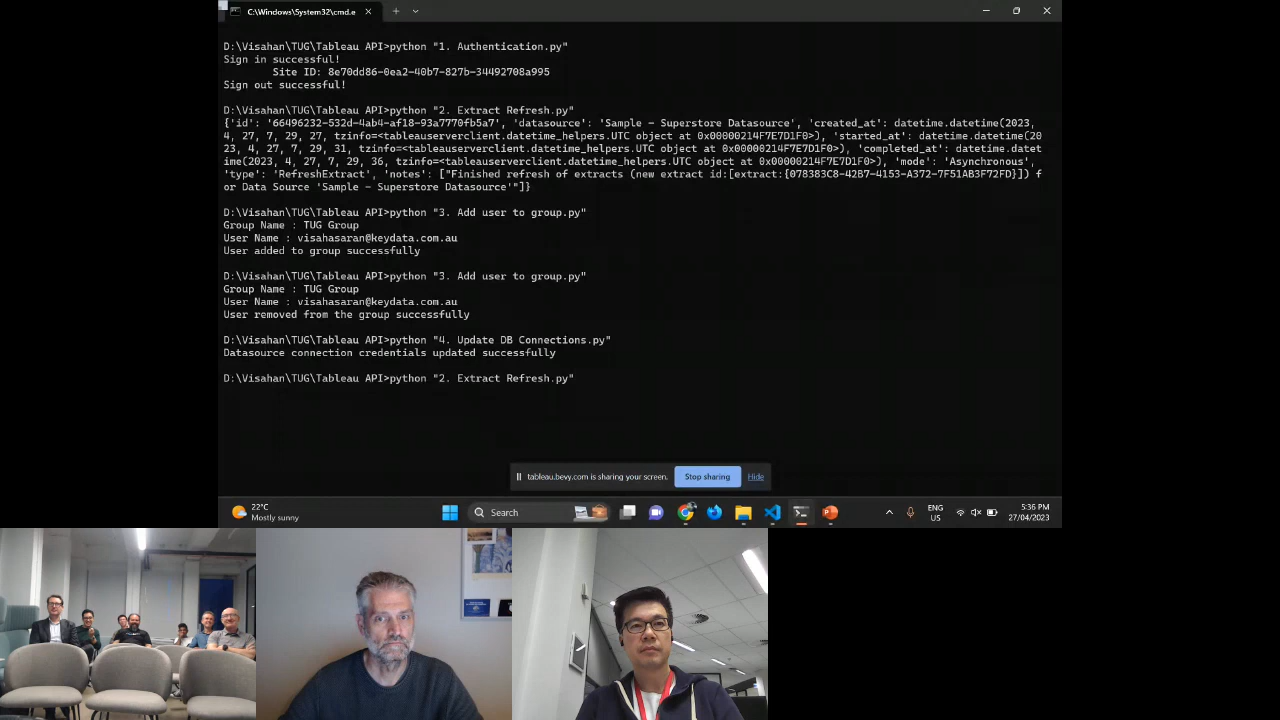 C:\Windows\System32\cmd.e
D:\Visahan\TUG\Tableau API>python "1. Authentication.py"
Sign in successful!
Site ID: 8e70dd86-0ea2-40b7-827b-34492708a995
Sign out successful!
D:\Visahan\TUG\Tableau API>python "2. Extract Refresh.py"
{'id': '66496232-532d-4ab4-af18-93a7770fb5a7', 'datasource': 'Sample - Superstore Datasource', 'created_at': datetime.datetime(2023,
4, 27, 7, 29, 27, tzinfo=<tableauserverclient.datetime_helpers.UTC object at 0x00000214F7E7D1F0>), 'started_at': datetime.datetime(20
23, 4, 27, 7, 29, 31, tzinfo=<tableauserverclient.datetime_helpers.UTC object at 0x00000214F7E7D1F0>), 'completed_at': datetime.datet
ime(2023, 4, 27, 7, 29, 36, tzinfo=<tableauserverclient.datetime_helpers.UTC object at 0x00000214F7E7D1F0>), 'mode': 'Asynchronous',
'type': 'RefreshExtract', 'notes': ["Finished refresh of extracts (new extract id:[extract:{078383C8-42B7-4153-A372-7F51AB3F72FD}]) f
or Data Source 'Sample - Superstore Datasource'"]}
D:\Visahan\TUG\Tableau API>python "3. Add user to group.py"
Group Name : TUG Group
User Name : visahasaran@keydata.com.au
User added to group successfully
D:\Visahan\TUG\Tableau API>python "3. Add user to group.py"
Group Name : TUG Group
User Name : visahasaran@keydata.com.au
User removed from the group successfully
D:\Visahan\TUG\Tableau API>python "4. Update DB Connections.py"
Datasource connection credentials updated successfully
D:\Visahan\TUG\Tableau API>python "2. Extract Refresh.py"
tableau.bevy.com is sharing your screen. Stop sharing Hide
22°C
Mostly sunny
Search
ENG
US
5:36 PM
27/04/2023